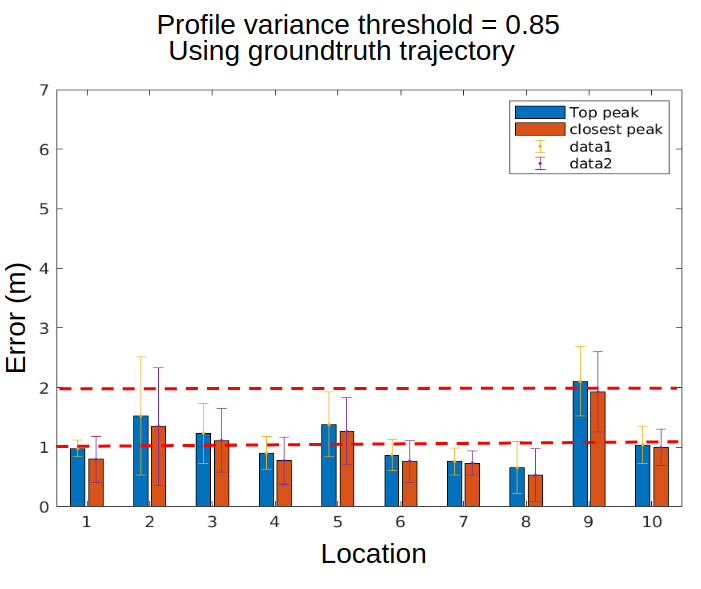 Profile variance threshold = 0.85
Using groundtruth trajectory
7
6
5
4
3
2
1
0
Error (m)
Top peak
closest peak
data1
data2
1 2 3 4 5 6 7 8 9 10
Location